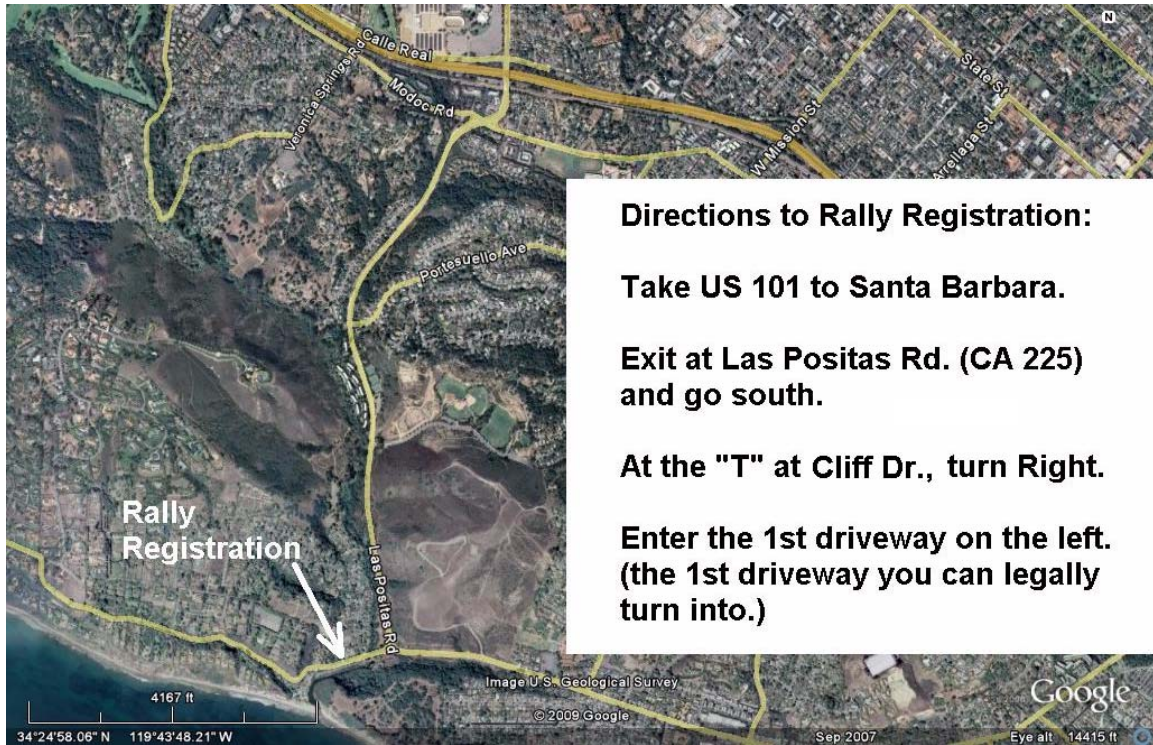 N
Calle Real
Veronica Springs Rd
Modoc Rd
State St
W Mission St
Arrellaga St
Portesuello Ave
Directions to Rally Registration:
Take US 101 to Santa Barbara.
Exit at Las Positas Rd. (CA 225)
and go south.
At the "T" at Cliff Dr., turn Right.
Enter the 1st driveway on the left.
(the 1st driveway you can legally
turn into.)
Rally
Registration
Las Positas Rd
4167 ft
Image U.S. Geological Survey
© 2009 Google
Google
34°24'58.06" N 119°43'48.21" W
Sep 2007
Eye alt 14415 ft